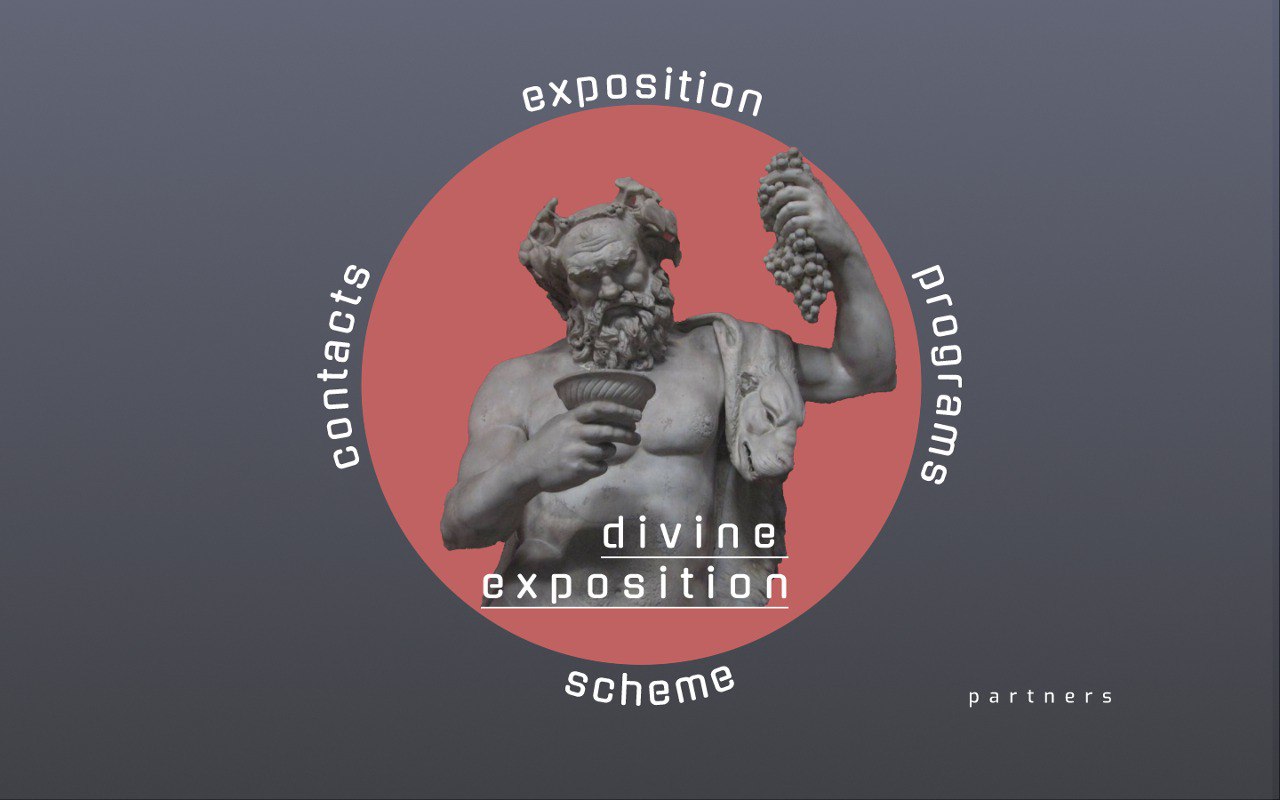 exposition
contacts
programs
divine
exposition
scheme
partners